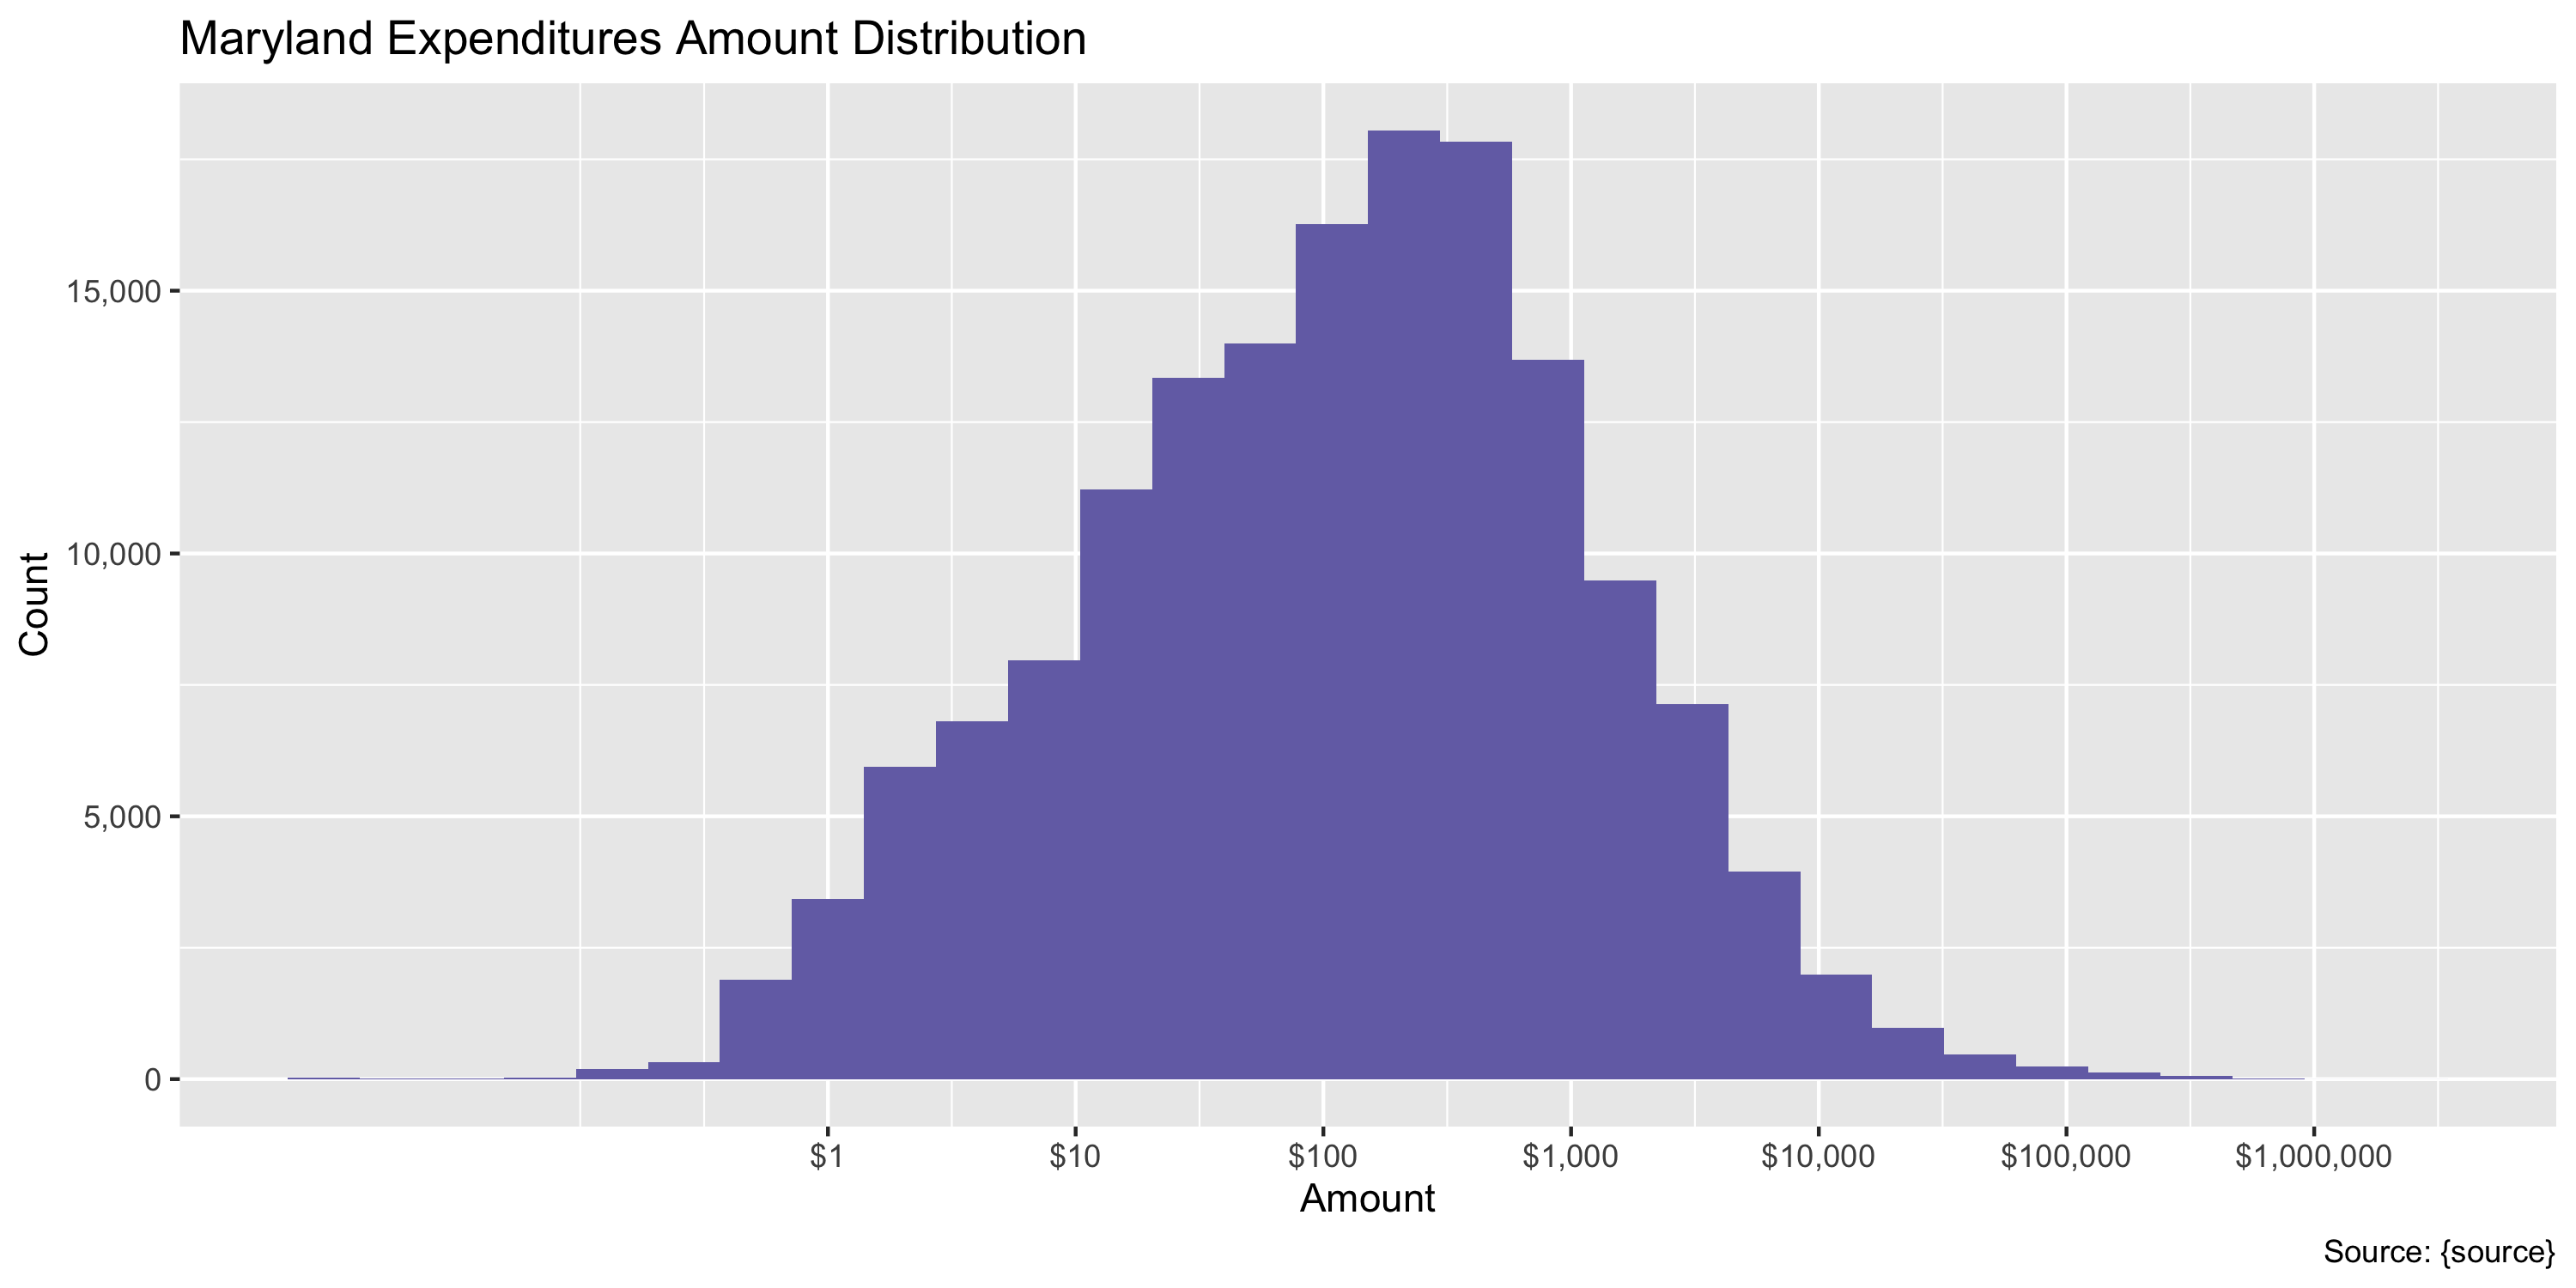 Maryland Expenditures Amount Distribution
Count
15,000
10,000
5,000
0
$1 $10 $100 $1,000 $10,000 $100,000 $1,000,000
Amount
Source: {source}